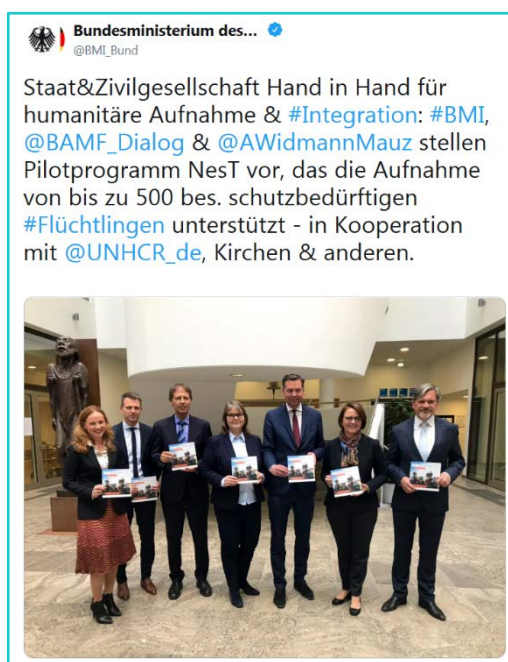 Bundesministerium des...
@BMI_Bund
Staat&Zivilgesellschaft Hand in Hand für
humanitäre Aufnahme & #Integration: #BMI,
@BAMF_Dialog & @AWidmannMauz stellen
Pilotprogramm NesT vor, das die Aufnahme
von bis zu 500 bes. schutzbedürftigen
#Flüchtlingen unterstützt - in Kooperation
mit @UNHCR_de, Kirchen & anderen.